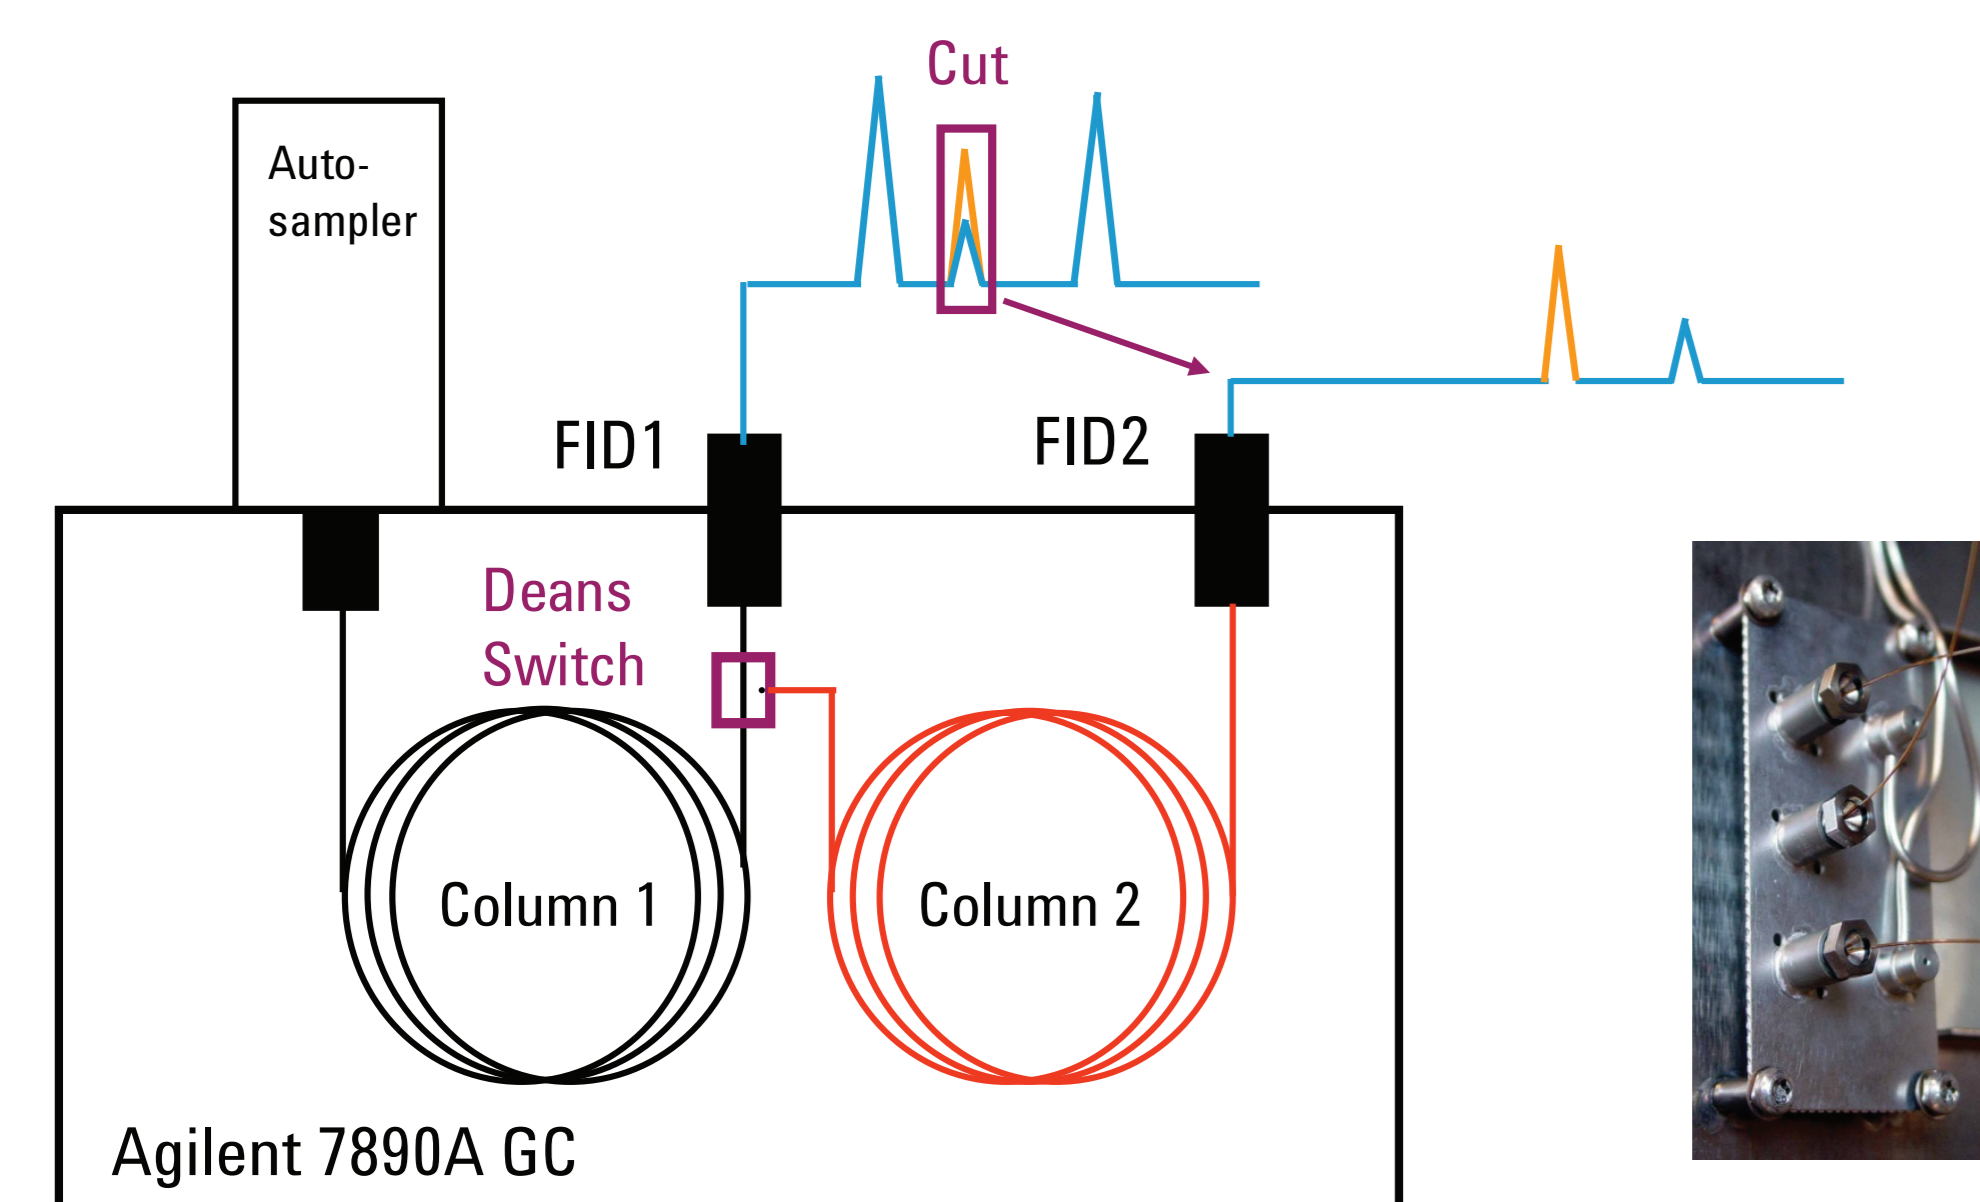 Cut
Auto-
sampler
FID1
FID2
Deans
Switch
Column 1
Column 2
Agilent 7890A GC